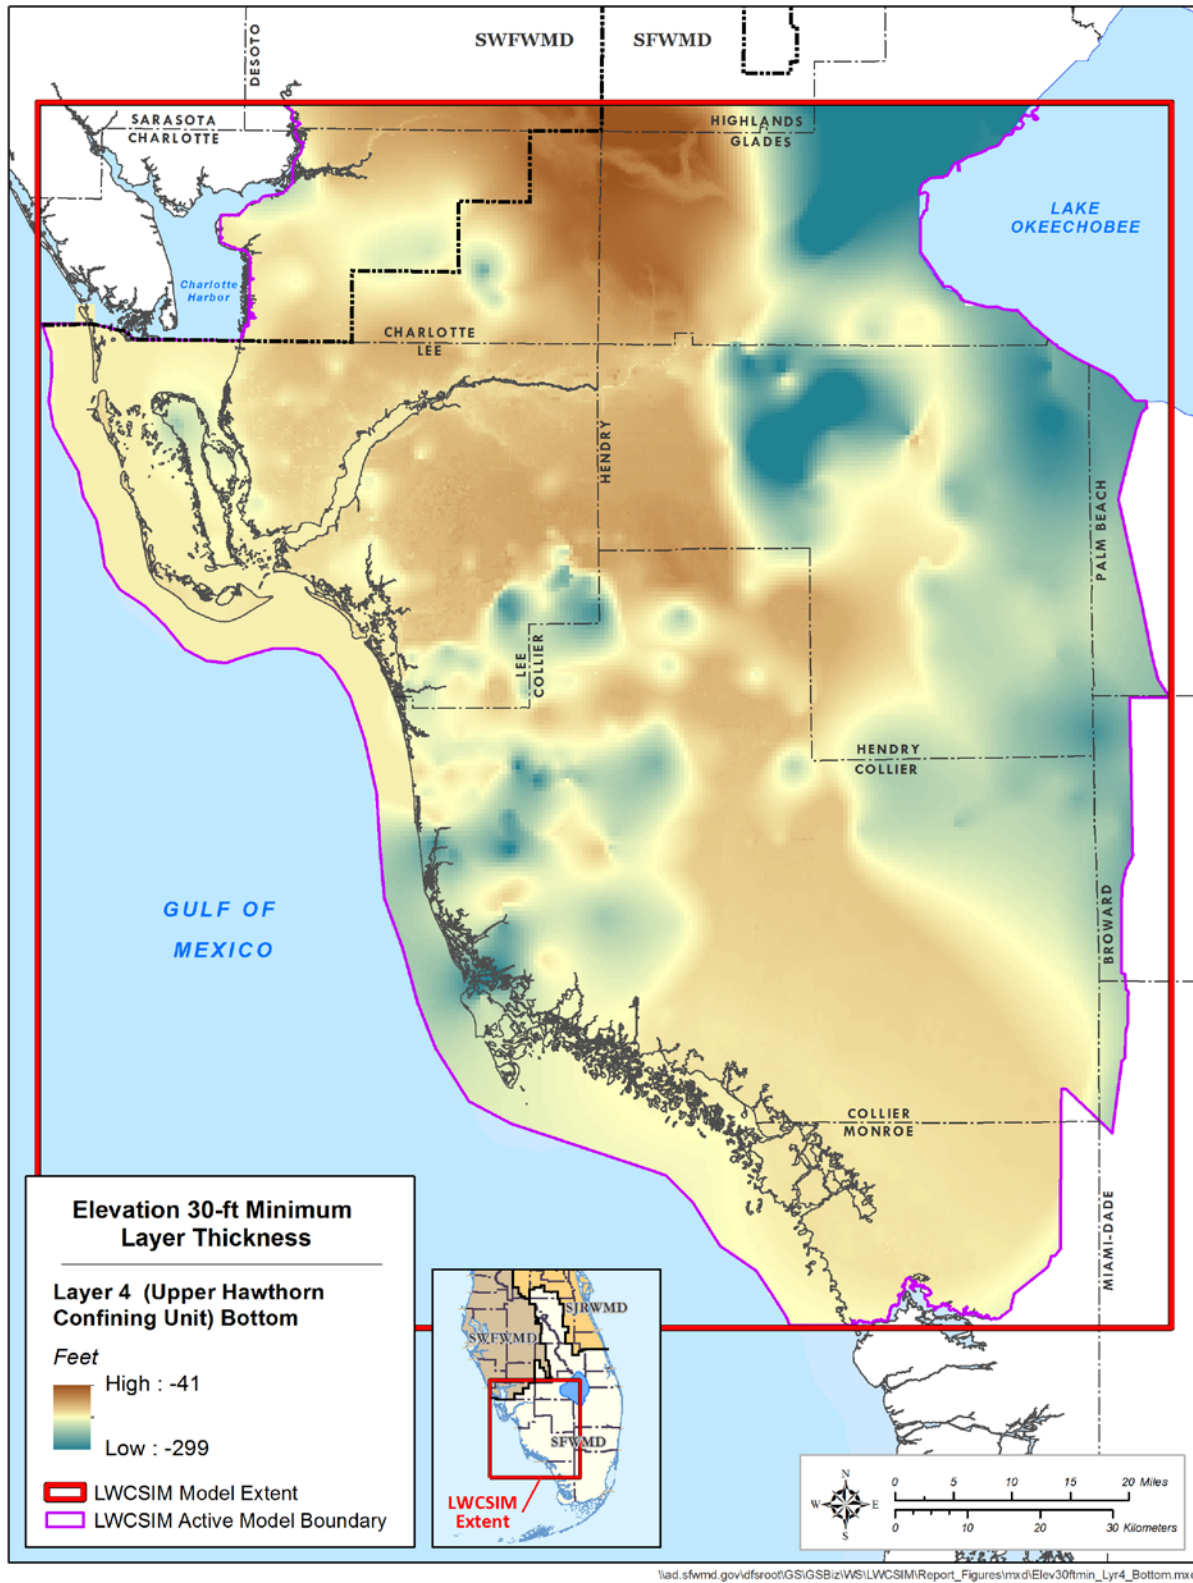 SWFWMD
SFWMD
DESOTO
SARASOTA
CHARLOTTE
HIGHLANDS
GLADES
LAKE
OKEECHOBEE
Charlotte
Harbor
CHARLOTTE
LEE
HENDRY
PALM BEACH
LEE
COLLIER
HENDRY
COLLIER
GULF OF
MEXICO
BROWARD
COLLIER
MONROE
MIAMI-DADE
Elevation 30-ft Minimum
Layer Thickness
Layer 4 (Upper Hawthorn
Confining Unit) Bottom
Feet
High : -41
Low : -299
LWCSIM Model Extent
LWCSIM Active Model Boundary
SJRWMD
SWFWMD
SFWMD
LWCSIM
Extent
N
W E
S
0 5 10 15 20 Miles
0 10 20 30 Kilometers
\\ad.sfwmd.gov\dfsroot\GS\GSBiz\WS\LWCSIM\Report_Figures\mxd\Elev30ftmin_Lyr4_Bottom.mxd